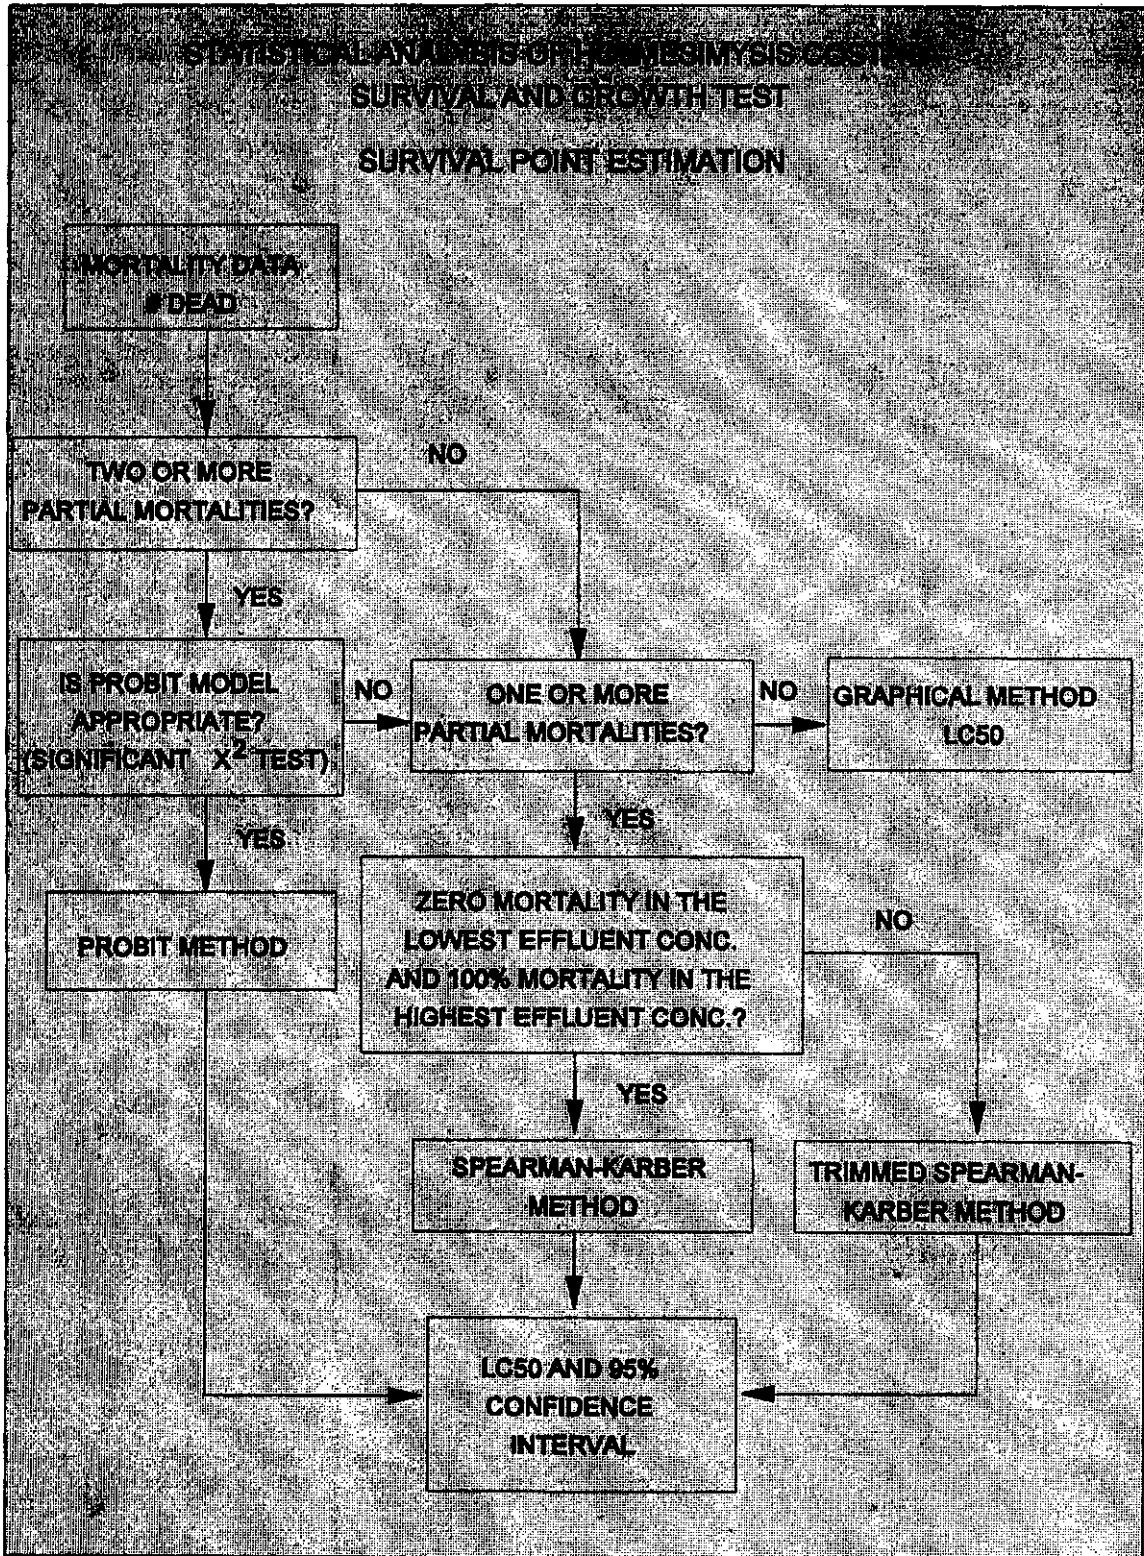 STATISTICAL ANALYSIS OF HOLMESIMYSIS COSTATA
SURVIVAL AND GROWTH TEST
SURVIVAL POINT ESTIMATION
MORTALITY DATA
# DEAD
TWO OR MORE
PARTIAL MORTALITIES?
NO
YES
IS PROBIT MODEL
APPROPRIATE?
(SIGNIFICANT X² TEST)
NO
ONE OR MORE
PARTIAL MORTALITIES?
NO
GRAPHICAL METHOD
LC50
YES
YES
PROBIT METHOD
ZERO MORTALITY IN THE
LOWEST EFFLUENT CONC.
AND 100% MORTALITY IN THE
HIGHEST EFFLUENT CONC.?
NO
YES
SPEARMAN-KARBER
METHOD
TRIMMED SPEARMAN-
KARBER METHOD
LC50 AND 95%
CONFIDENCE
INTERVAL